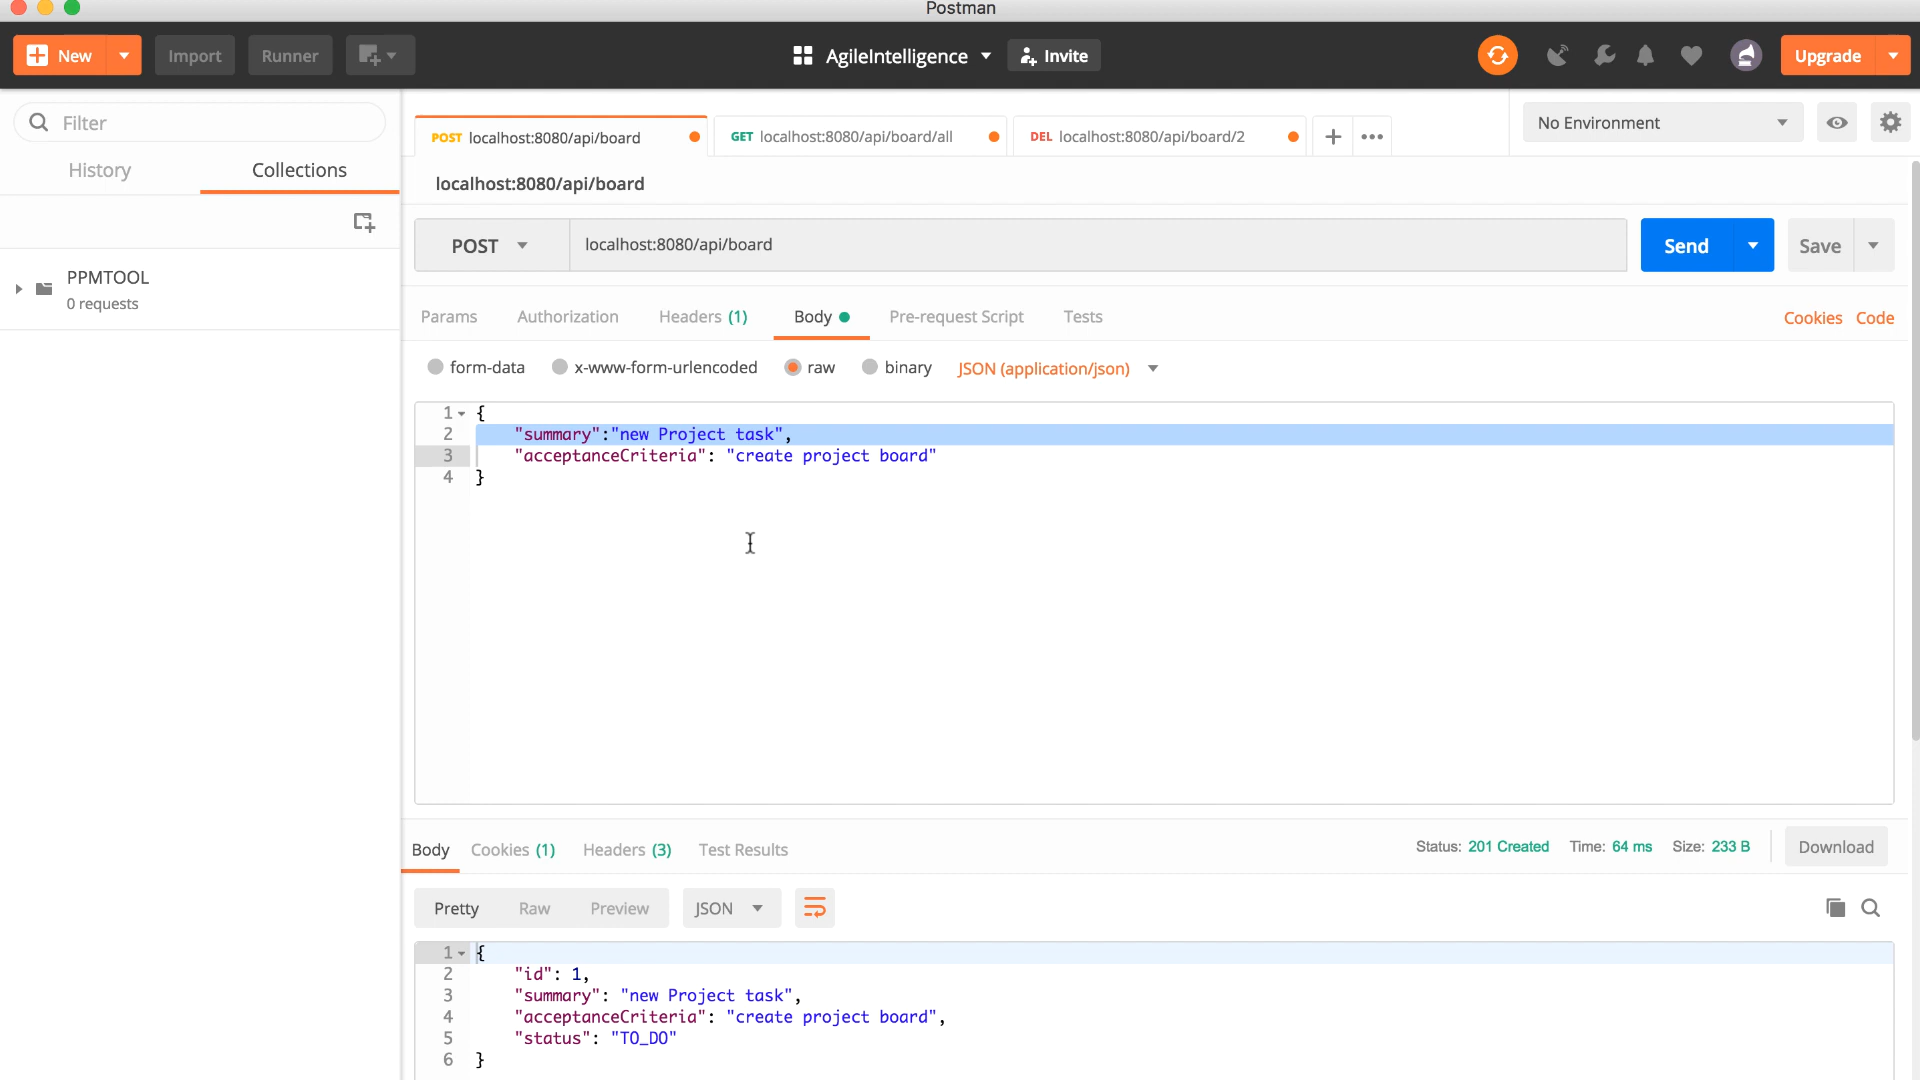 Postman
New Import Runner AgileIntelligence Invite Upgrade
Filter
History Collections
PPMTOOL
0 requests
POST localhost:8080/api/board GET localhost:8080/api/board/all DEL localhost:8080/api/board/2 No Environment
localhost:8080/api/board
POST localhost:8080/api/board Send Save
Params Authorization Headers (1) Body Pre-request Script Tests Cookies Code
form-data x-www-form-urlencoded raw binary JSON (application/json)
1 {
2 "summary":"new Project task",
3 "acceptanceCriteria": "create project board"
4 }
Body Cookies (1) Headers (3) Test Results Status: 201 Created Time: 64 ms Size: 233 B Download
Pretty Raw Preview JSON
1 {
2 "id": 1,
3 "summary": "new Project task",
4 "acceptanceCriteria": "create project board",
5 "status": "TO_DO"
6 }